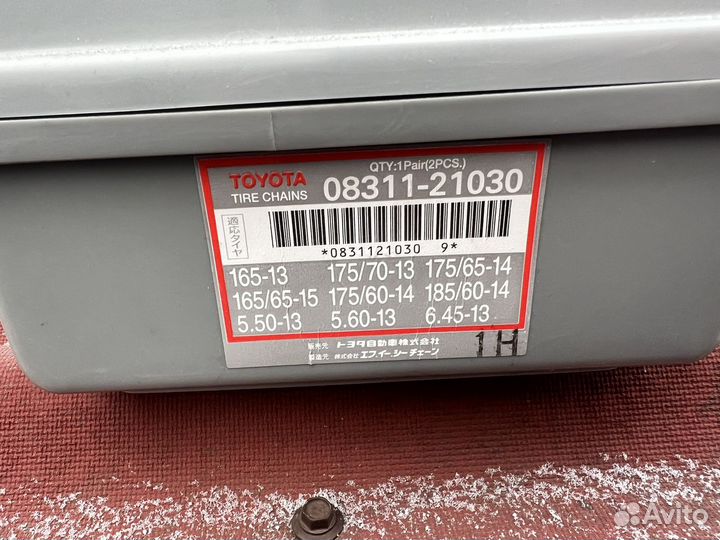 QTY:1Pair(2PCS.)
TOYOTA 08311-21030
TIRE CHAINS
適応タイヤ
*0831121030 9*
165-13 175/70-13 175/65-14
165/65-15 175/60-14 185/60-14
5.50-13 5.60-13 6.45-13
販売元 トヨタ自動車株式会社
製造元 株式会社 エフ・イー・シーチェーン
1H
Avito